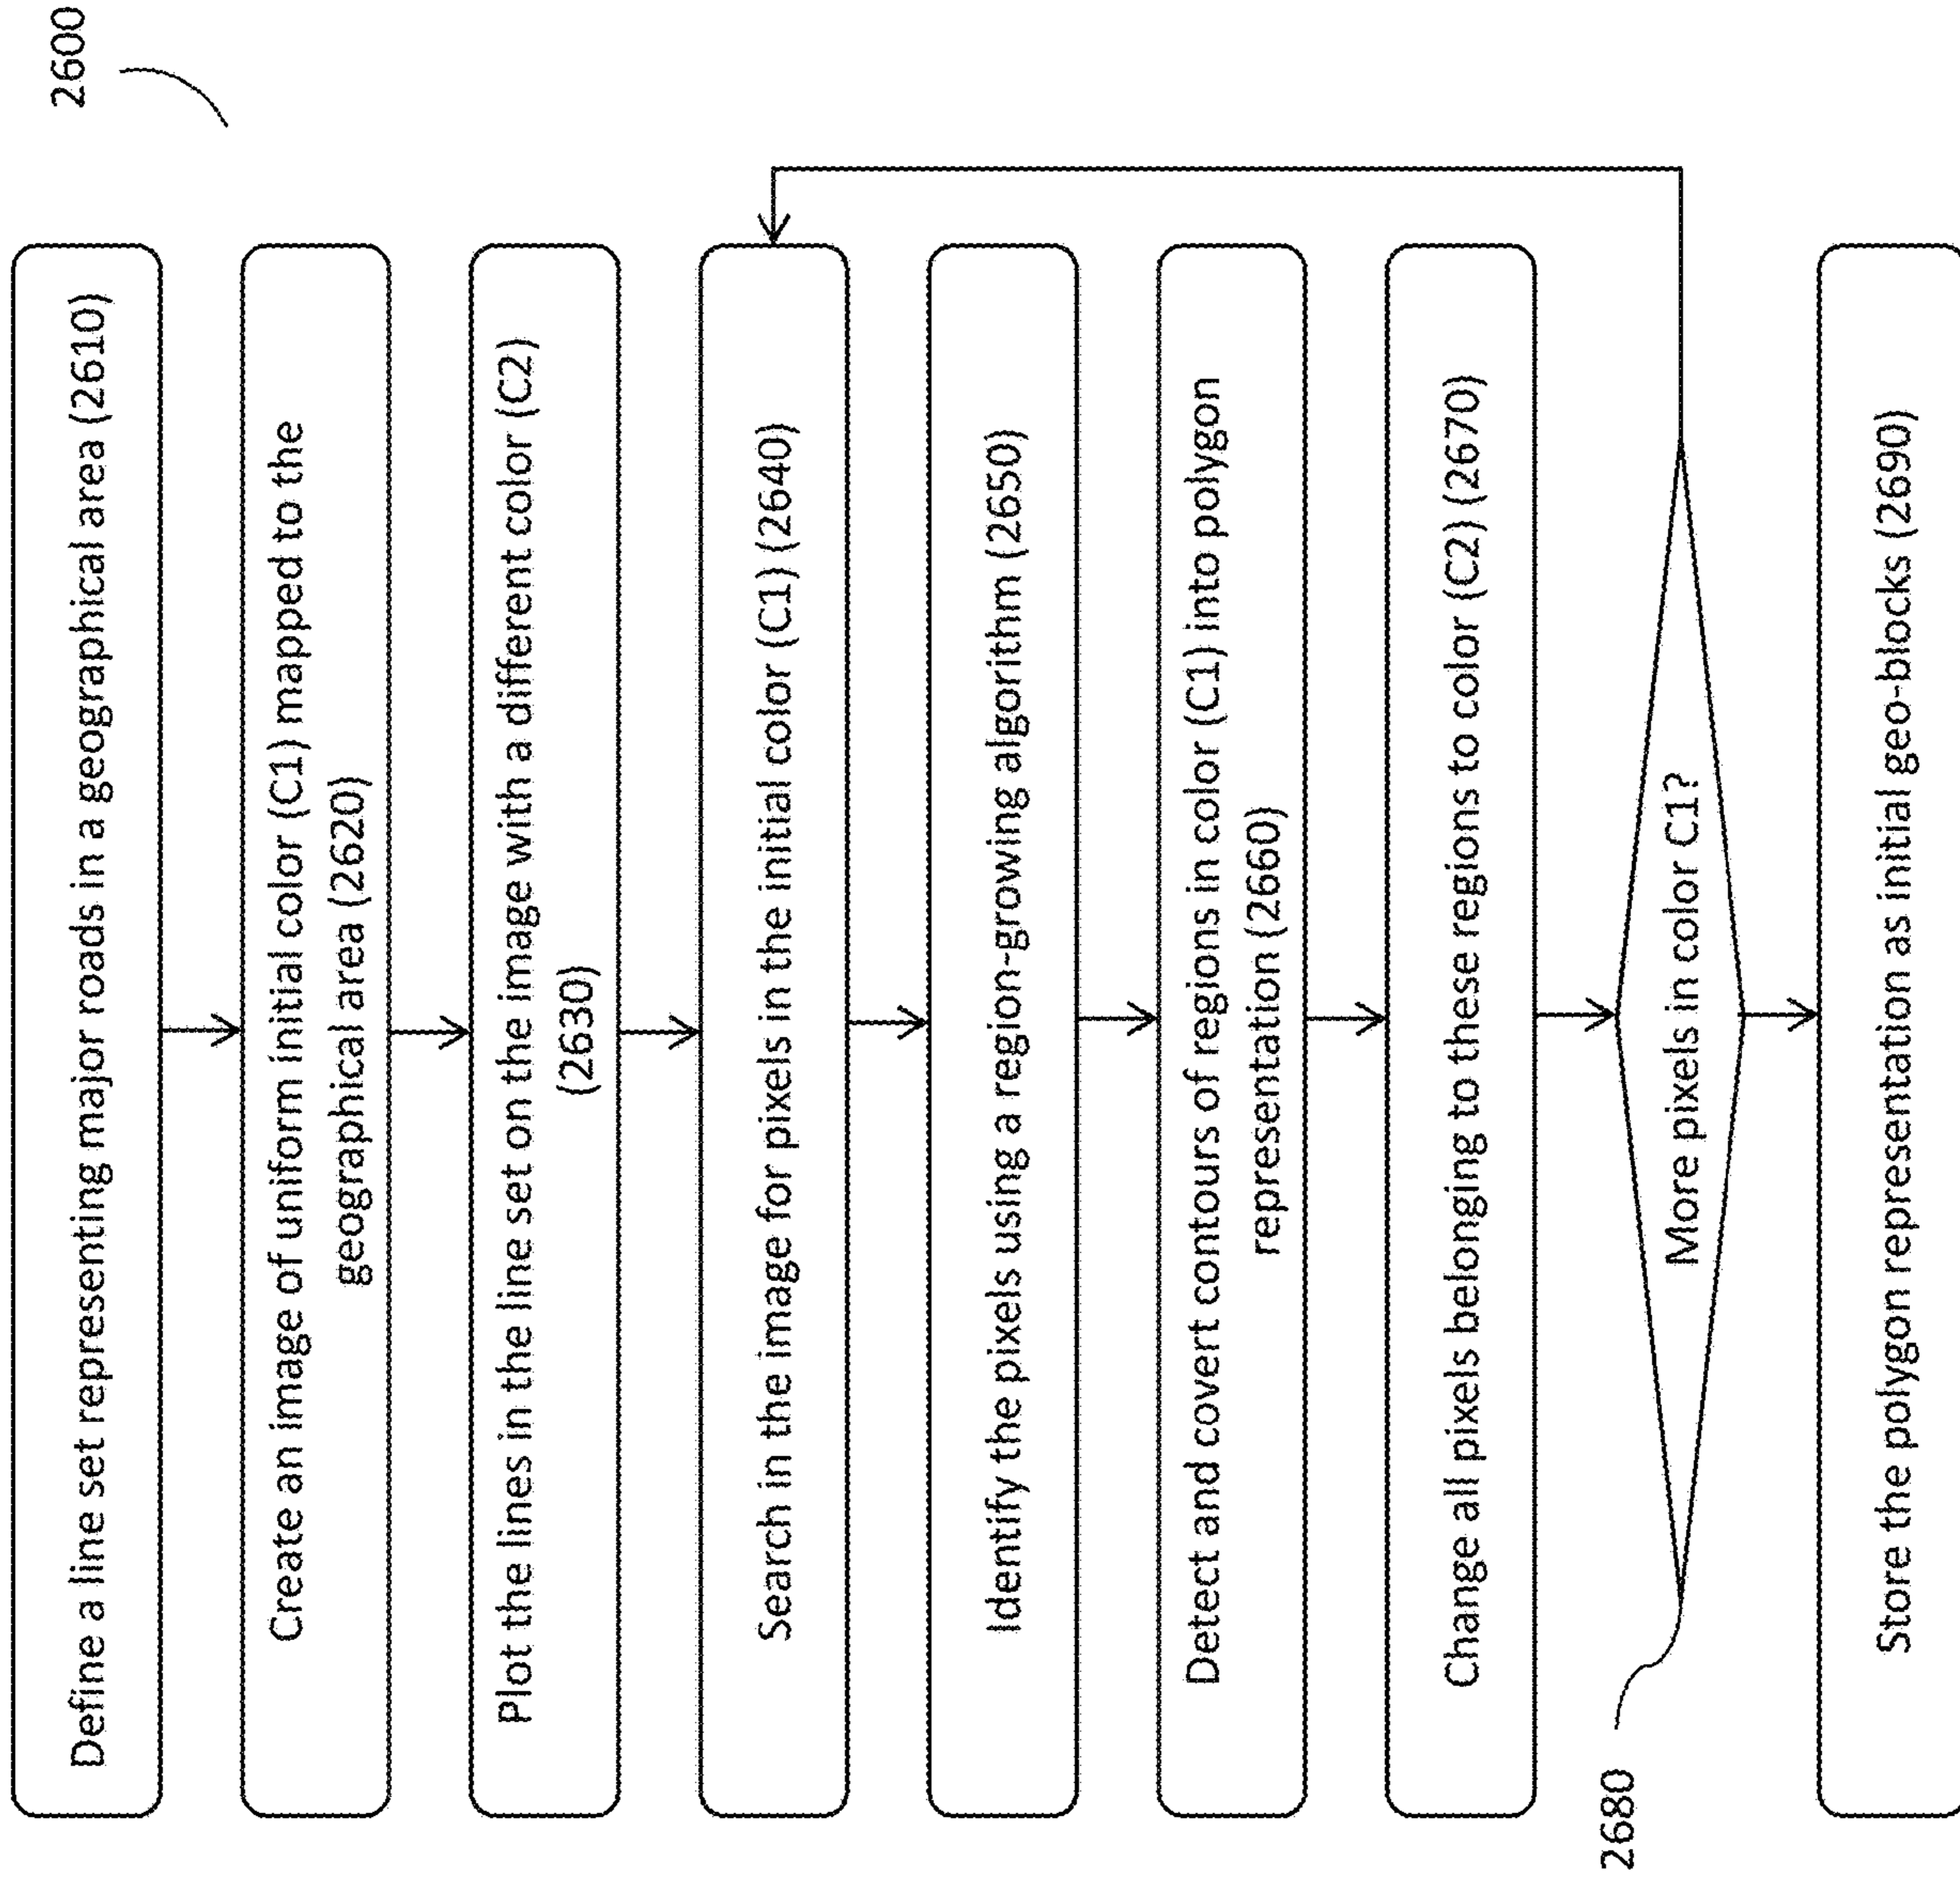 2600
Define a line set representing major roads in a geographical area (2610)
Create an image of uniform initial color (C1) mapped to the
geographical area (2620)
Plot the lines in the line set on the image with a different color (C2)
(2630)
Search in the image for pixels in the initial color (C1) (2640)
Identify the pixels using a region-growing algorithm (2650)
Detect and covert contours of regions in color (C1) into polygon
representation (2660)
Change all pixels belonging to these regions to color (C2) (2670)
2680
More pixels in color C1?
Store the polygon representation as initial geo-blocks (2690)